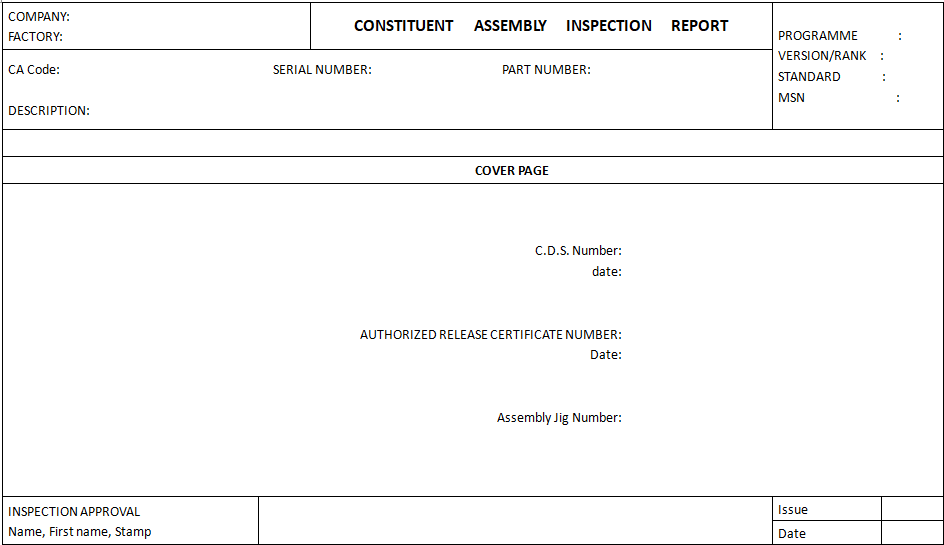 COMPANY:
FACTORY:
CONSTITUENT ASSEMBLY INSPECTION REPORT
PROGRAMME :
VERSION/RANK :
STANDARD :
MSN :
CA Code: SERIAL NUMBER: PART NUMBER:
DESCRIPTION:
COVER PAGE
C.D.S. Number:
date:
AUTHORIZED RELEASE CERTIFICATE NUMBER:
Date:
Assembly Jig Number:
INSPECTION APPROVAL
Name, First name, Stamp
Issue
Date